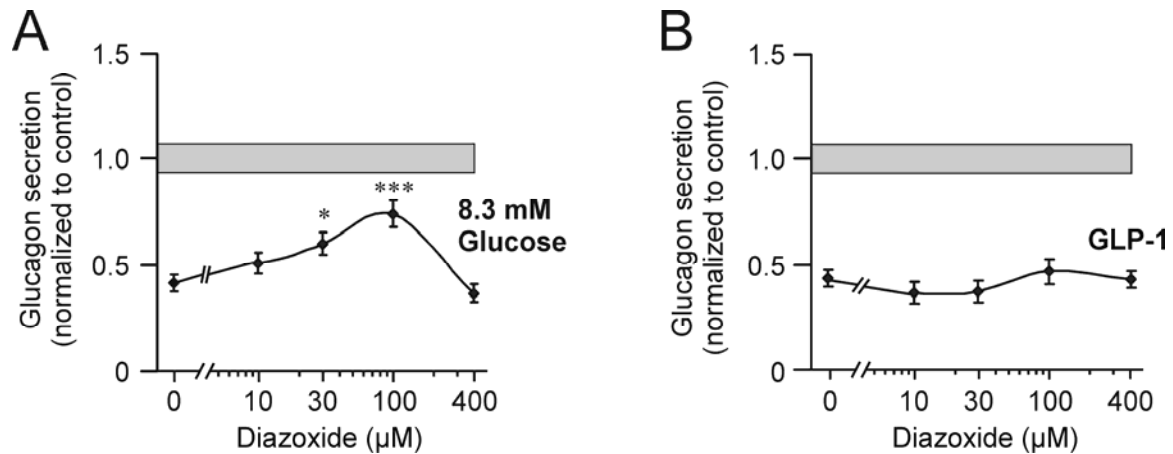 A
Glucagon secretion
(normalized to control)
1.5
1.0
0.5
0
*
***
8.3 mM
Glucose
0
10
30
100
400
Diazoxide (µM)
B
Glucagon secretion
(normalized to control)
1.5
1.0
0.5
0
GLP-1
0
10
30
100
400
Diazoxide (µM)